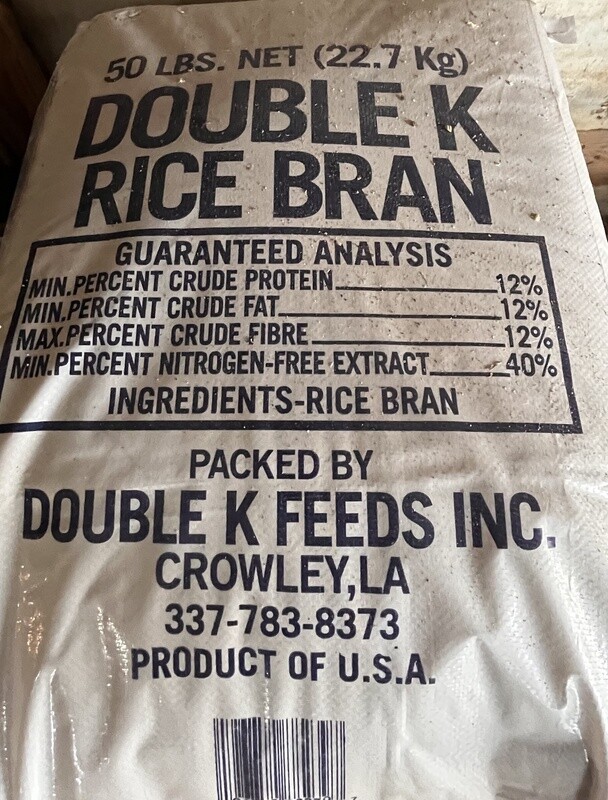 50 LBS. NET (22.7 Kg)
DOUBLE K
RICE BRAN
GUARANTEED ANALYSIS
MIN.PERCENT CRUDE PROTEIN 12%
MIN.PERCENT CRUDE FAT 12%
MAX.PERCENT CRUDE FIBRE 12%
MIN.PERCENT NITROGEN-FREE EXTRACT 40%
INGREDIENTS-RICE BRAN
PACKED BY
DOUBLE K FEEDS INC.
CROWLEY,LA
337-783-8373
PRODUCT OF U.S.A.